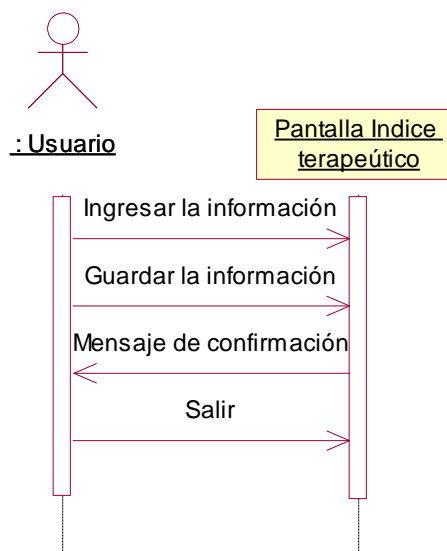 : Usuario
Pantalla Indice
terapeútico
Ingresar la información
Guardar la información
Mensaje de confirmación
Salir